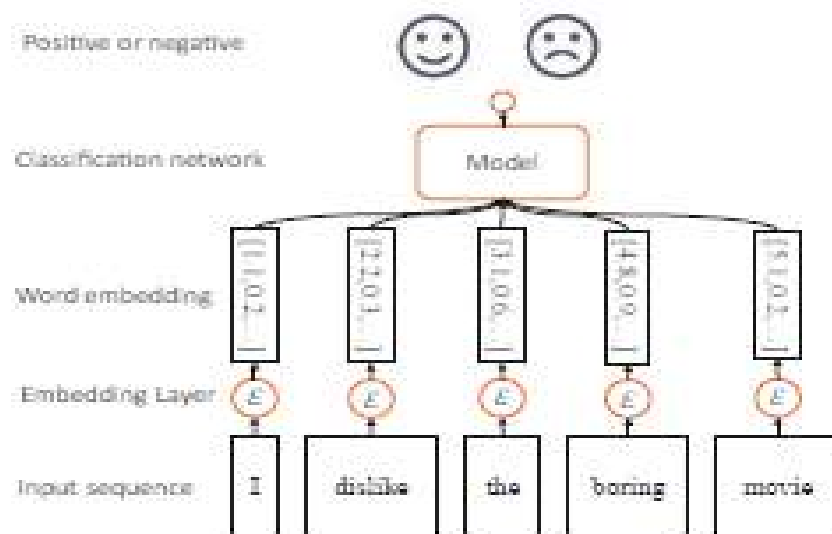 Positive or negative
Classification network
Model
Word embedding
Embedding Layer
E E E E E
Input sequence
I dislike the boring movie